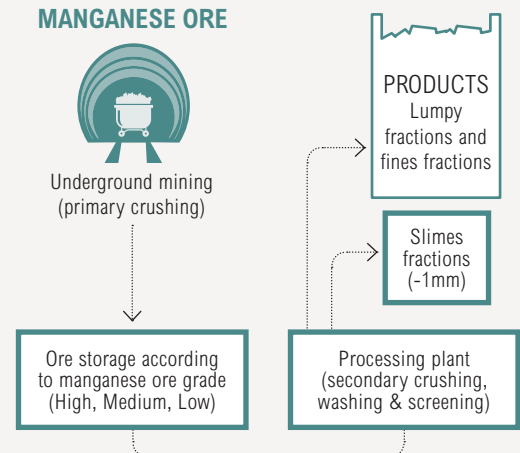 MANGANESE ORE
Underground mining
(primary crushing)
Ore storage according
to manganese ore grade
(High, Medium, Low)
Processing plant
(secondary crushing,
washing & screening)
Slimes
fractions
(-1mm)
PRODUCTS
Lumpy
fractions and
fines fractions